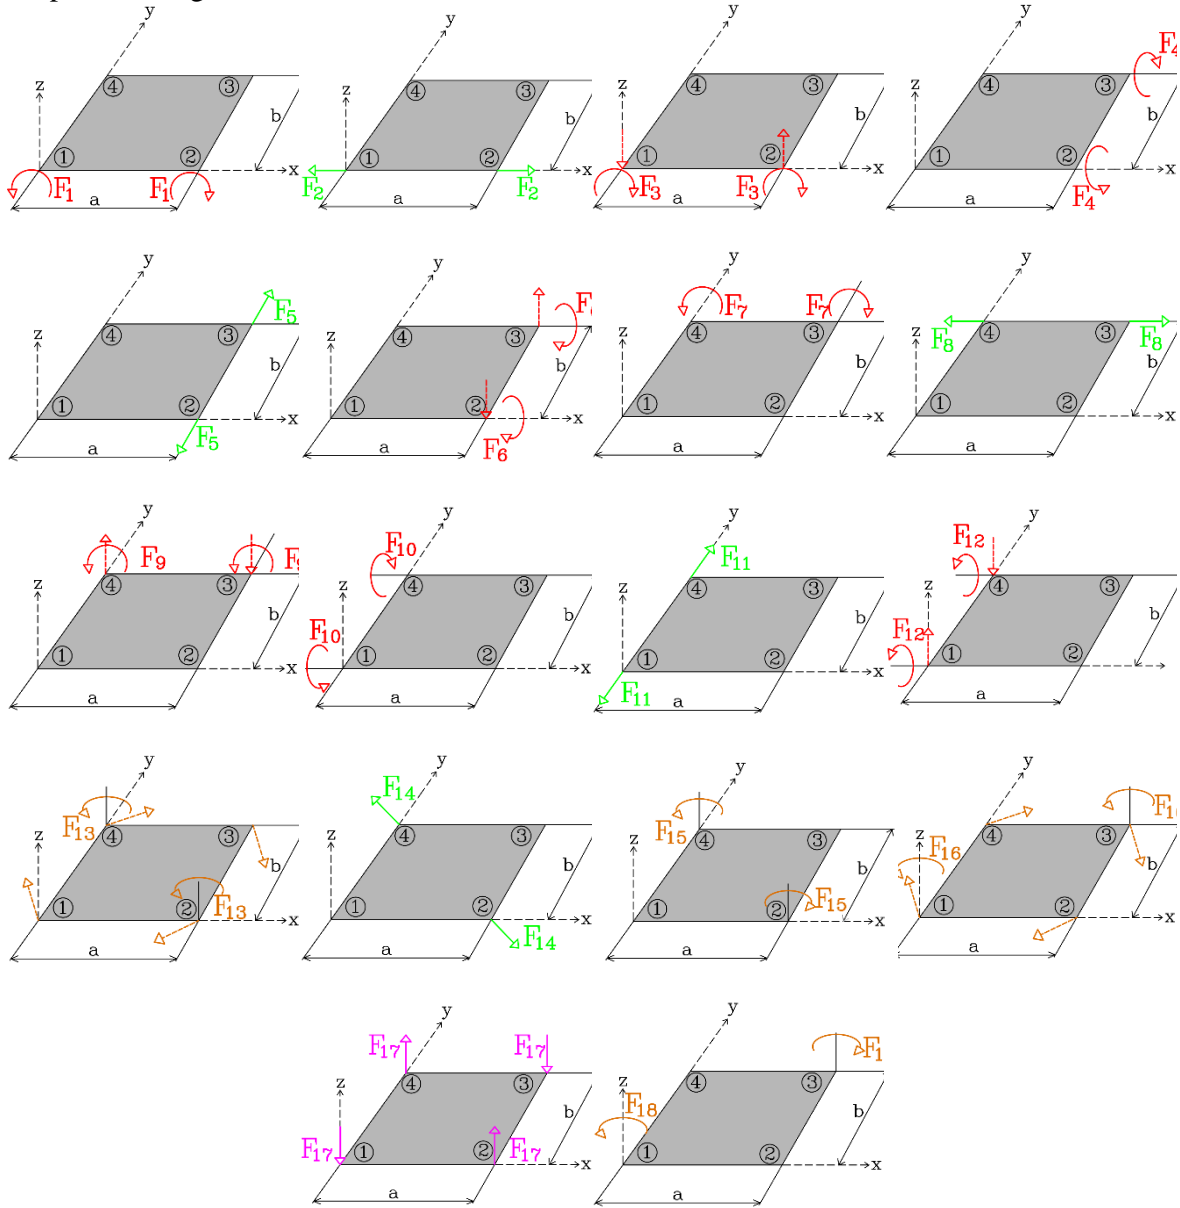 y
z
④ ③
b
① ②
x
F1 F1
a
y
z
④ ③
b
① ②
x
F2 F2
a
y
z
④ ③
b
① ②
x
F3 F3
a
y
F4
z
④ ③
b
① ②
x
F4
a
y
F5
z
④ ③
b
① ②
x
F5
a
y
z
④ ③
b
① ②
x
F6
a
y
F7 F7
z
④ ③
b
① ②
x
a
y
F8 F8
z
④ ③
b
① ②
x
a
y
F9
z
④ ③
b
① ②
x
a
y
F10
z
④ ③
b
F10
① ②
x
a
y
F11
z
④ ③
b
① ②
x
F11
a
y
F12
z
④ ③
b
F12
① ②
a
y
F13
z
④ ③
b
① ②
F13
x
a
y
F14
z
④ ③
b
① ②
x
F14
a
y
F15
z
④ ③
b
① ②
F15
x
a
y
z
④ ③
b
F16
① ②
x
a
y
F17 F17
z
④ ③
b
F17
① ②
F17
x
a
y
z
④ ③
b
F18
① ②
x
a